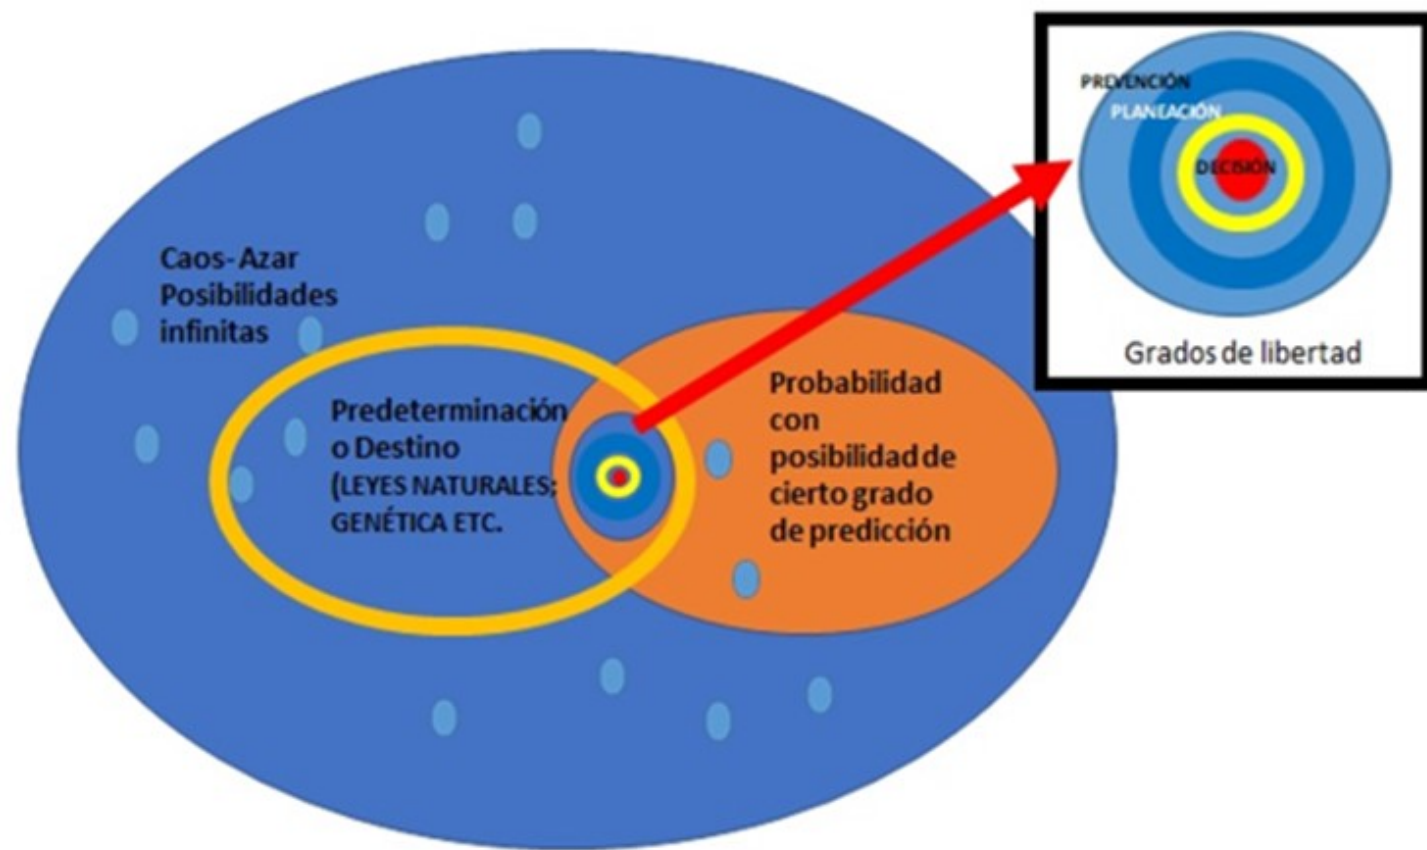 PREVENCIÓN
PLANEACIÓN
DECISIÓN
Grados de libertad
Caos- Azar
Posibilidades
infinitas
Predeterminación
o Destino
(LEYES NATURALES;
GENÉTICA ETC.
Probabilidad
con
posibilidad de
cierto grado
de predicción